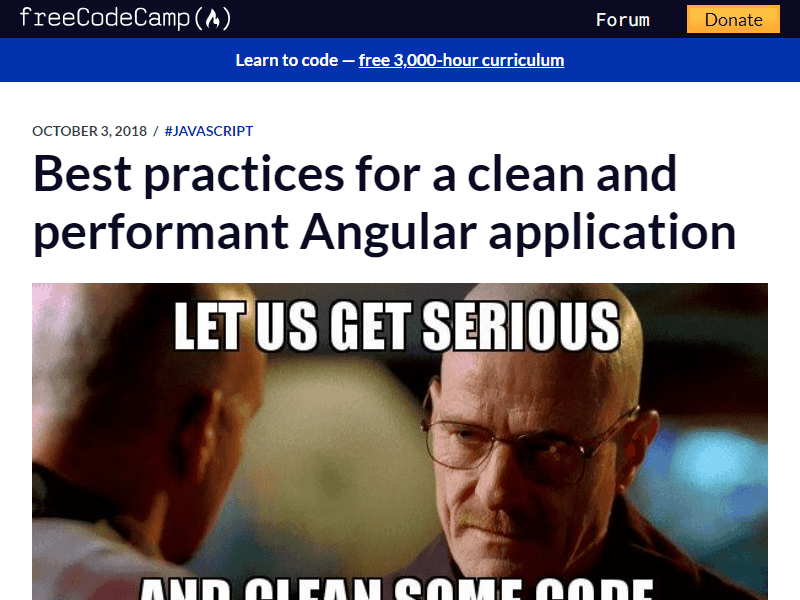 freeCodeCamp(🔥)
Forum
Donate
Learn to code — free 3,000-hour curriculum
OCTOBER 3, 2018 / #JAVASCRIPT
Best practices for a clean and
performant Angular application
LET US GET SERIOUS
AND CLEAN SOME CODE